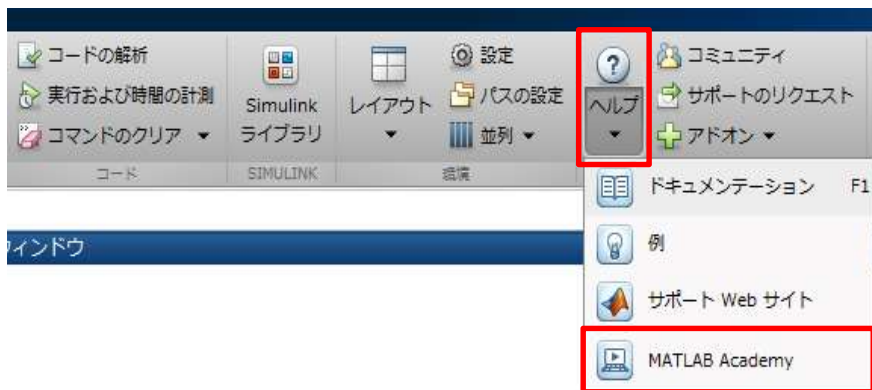 コードの解析
実行および時間の計測
コマンドのクリア
コード
Simulink
ライブラリ
SIMULINK
レイアウト
設定
パスの設定
並列
環境
ヘルプ
コミュニティ
サポートのリクエスト
アドオン
ドキュメンテーション F1
例
サポート Web サイト
MATLAB Academy
ウィンドウ